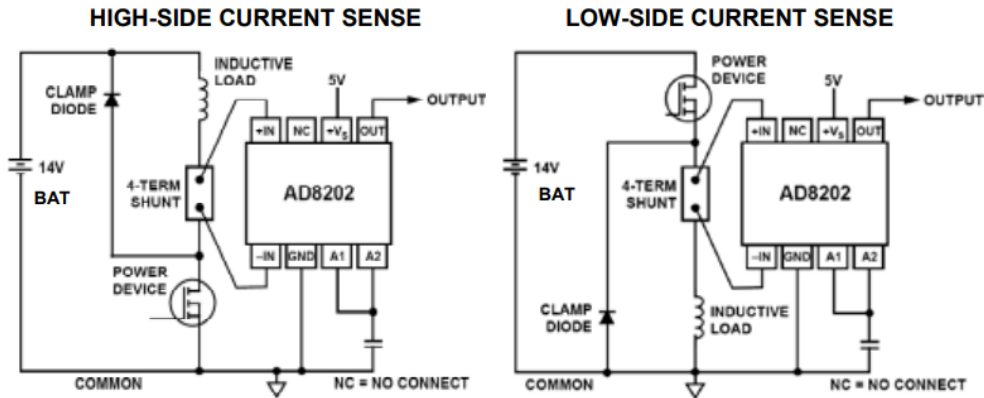 HIGH-SIDE CURRENT SENSE
INDUCTIVE
LOAD
CLAMP
DIODE
5V
OUTPUT
+IN
NC
+VS
OUT
14V
BAT
4-TERM
SHUNT
AD8202
–IN
GND
A1
A2
POWER
DEVICE
COMMON
NC = NO CONNECT
LOW-SIDE CURRENT SENSE
POWER
DEVICE
5V
OUTPUT
+IN
NC
+VS
OUT
14V
BAT
4-TERM
SHUNT
AD8202
–IN
GND
A1
A2
CLAMP
DIODE
INDUCTIVE
LOAD
COMMON
NC = NO CONNECT